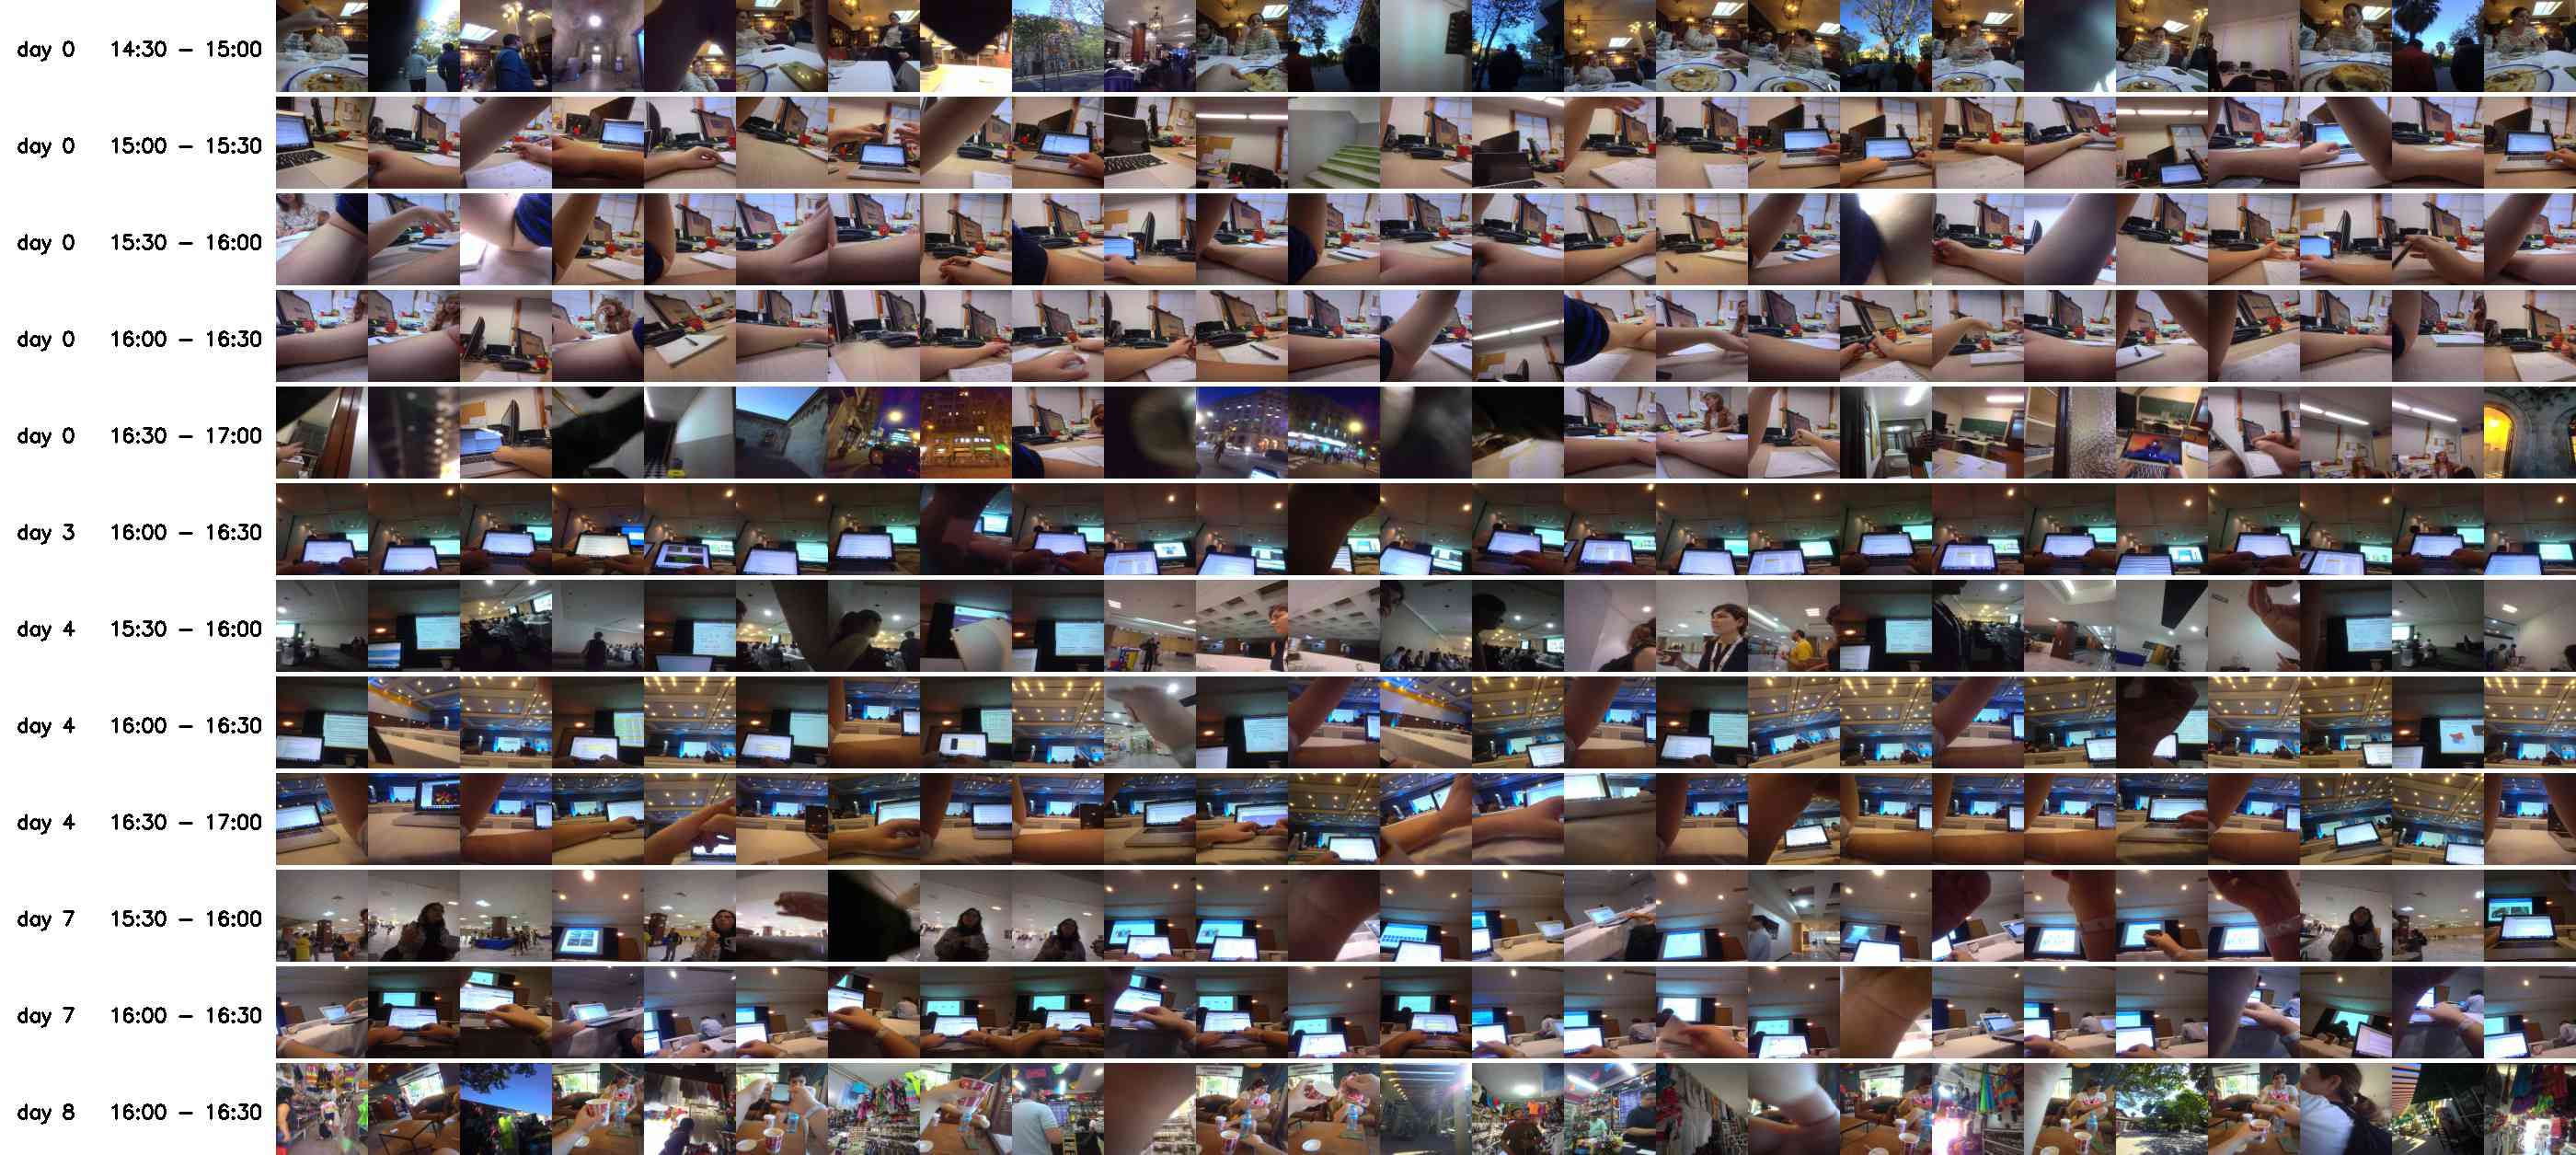 day 0 14:30 - 15:00
day 0 15:00 - 15:30
day 0 15:30 - 16:00
day 0 16:00 - 16:30
day 0 16:30 - 17:00
day 3 16:00 - 16:30
day 4 15:30 - 16:00
day 4 16:00 - 16:30
day 4 16:30 - 17:00
day 7 15:30 - 16:00
day 7 16:00 - 16:30
day 8 16:00 - 16:30